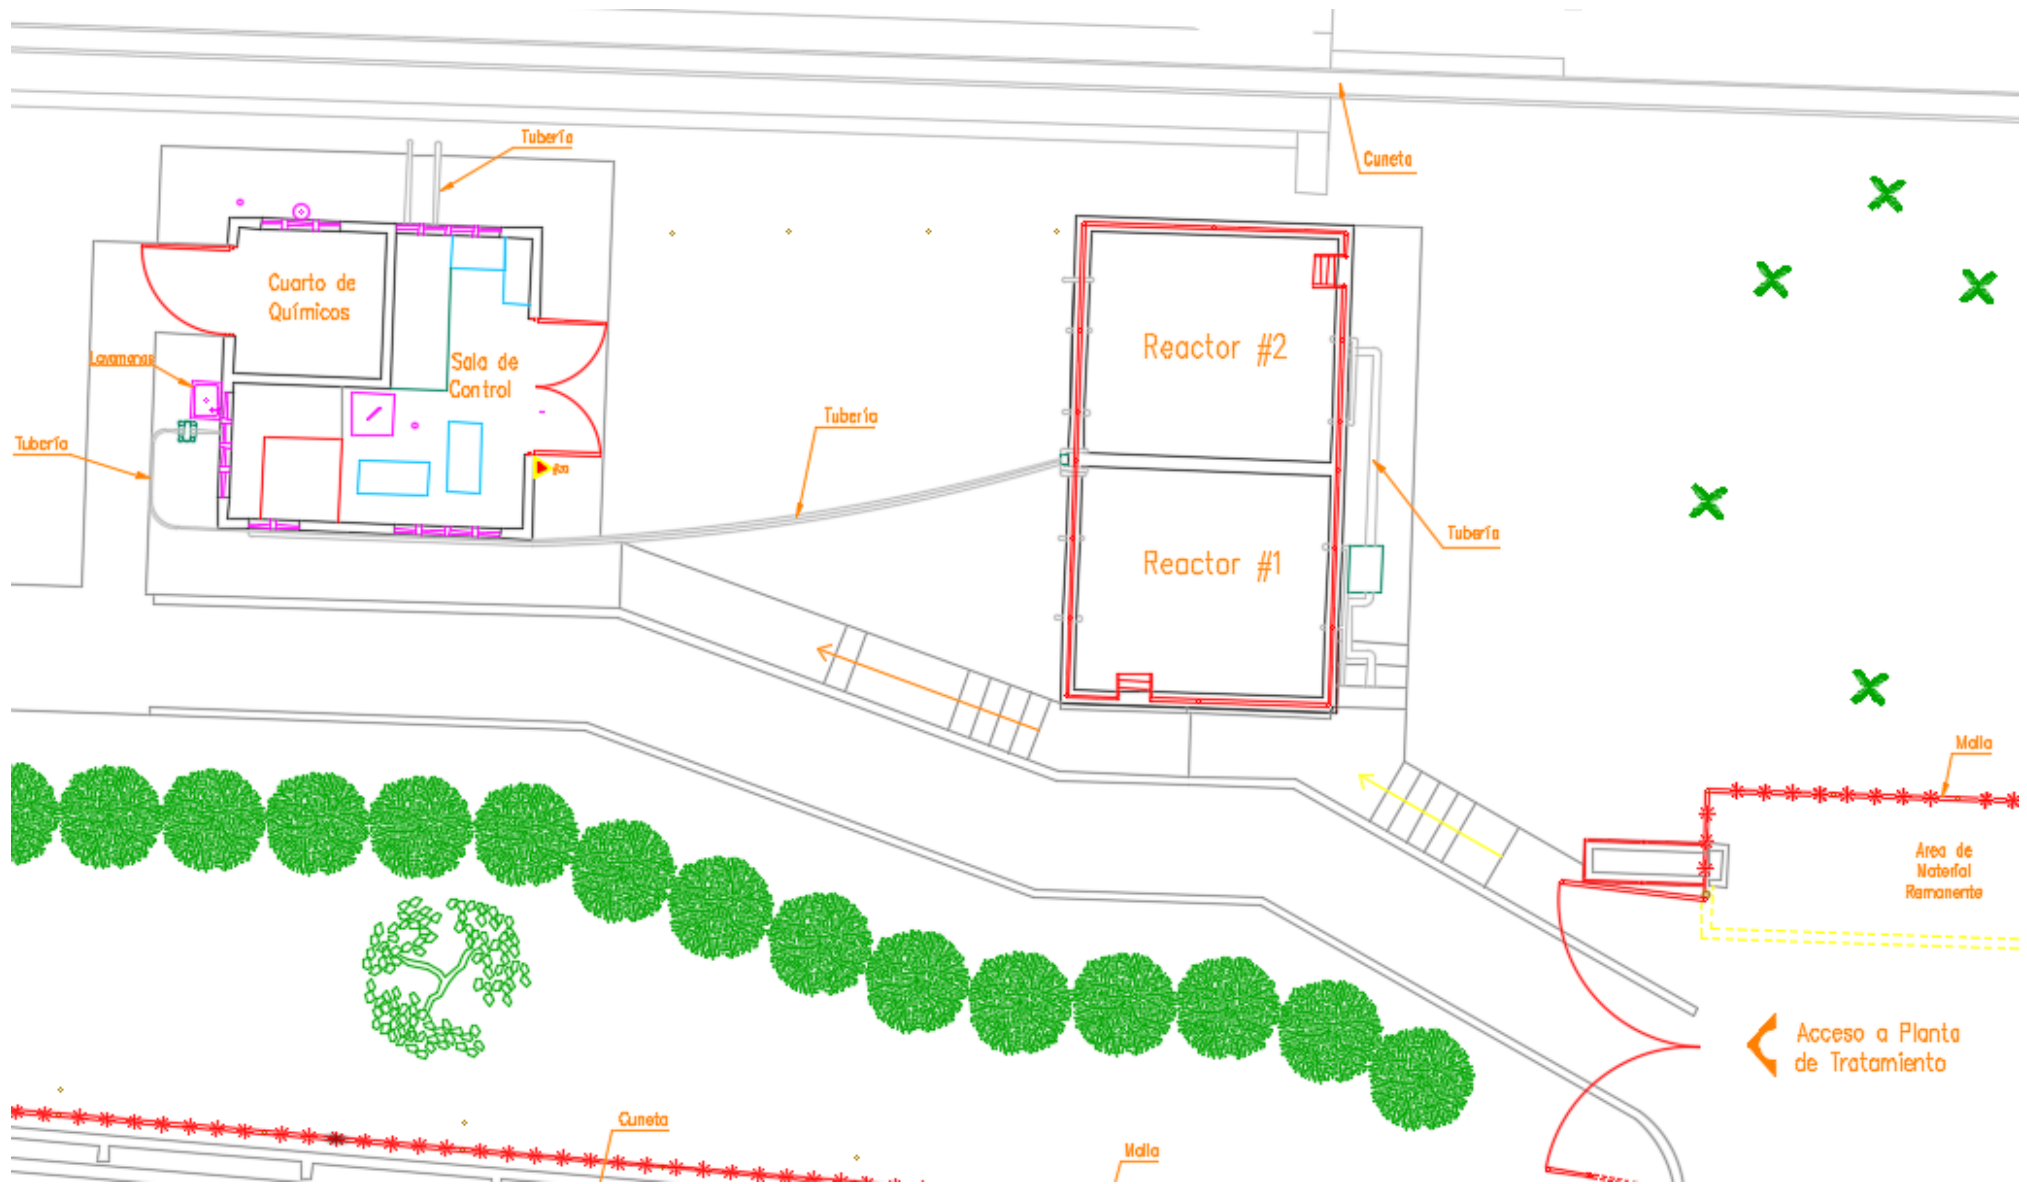 Tubería
Cuneta
Cuarto de
Químicos
Reactor #2
Lavamanos
Sala de
Control
Tubería
Tubería
Tubería
Reactor #1
Malla
Area de
Material
Remanente
Acceso a Planta
de Tratamiento
Cuneta
Malla